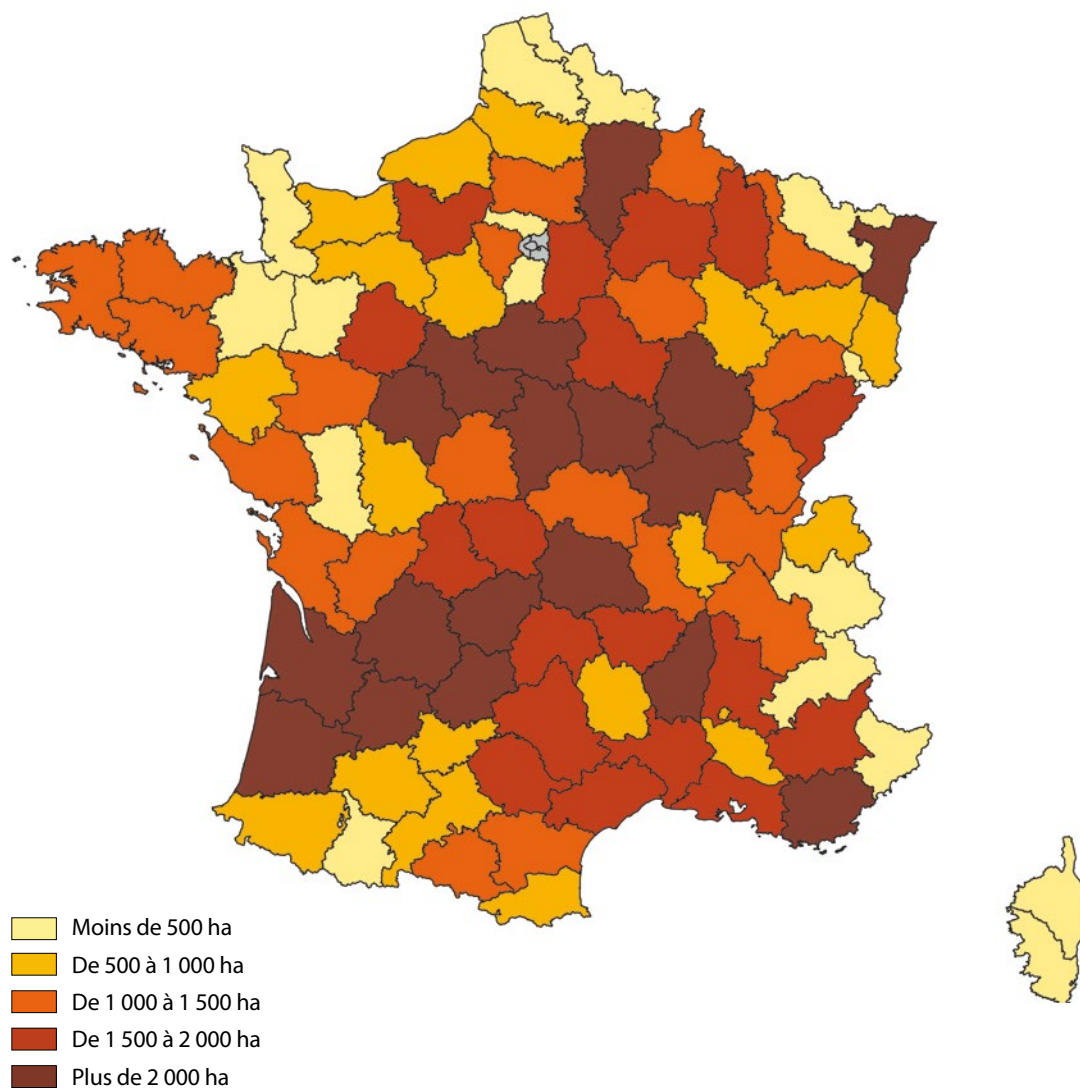 Moins de 500 ha
De 500 à 1 000 ha
De 1 000 à 1 500 ha
De 1 500 à 2 000 ha
Plus de 2 000 ha